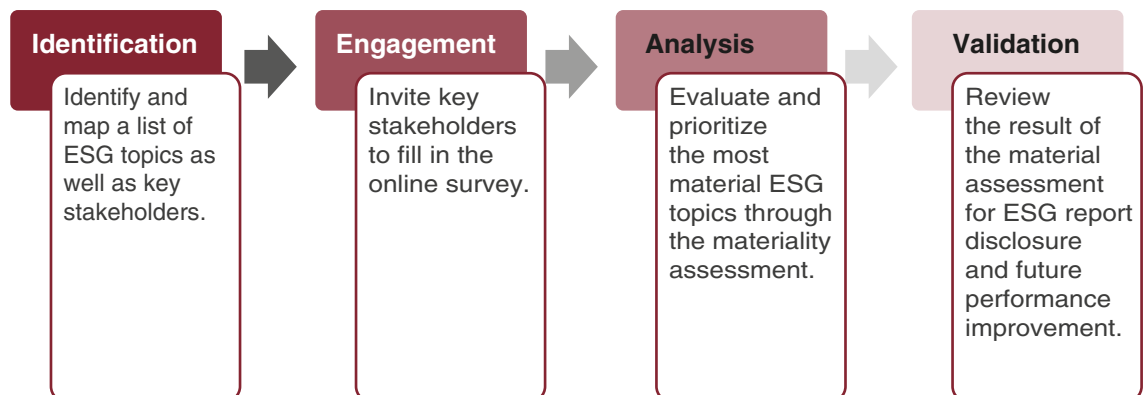 Identification
Identify and
map a list of
ESG topics as
well as key
stakeholders.
Engagement
Invite key
stakeholders
to fill in the
online survey.
Analysis
Evaluate and
prioritize
the most
material ESG
topics through
the materiality
assessment.
Validation
Review
the result of
the material
assessment
for ESG report
disclosure
and future
performance
improvement.